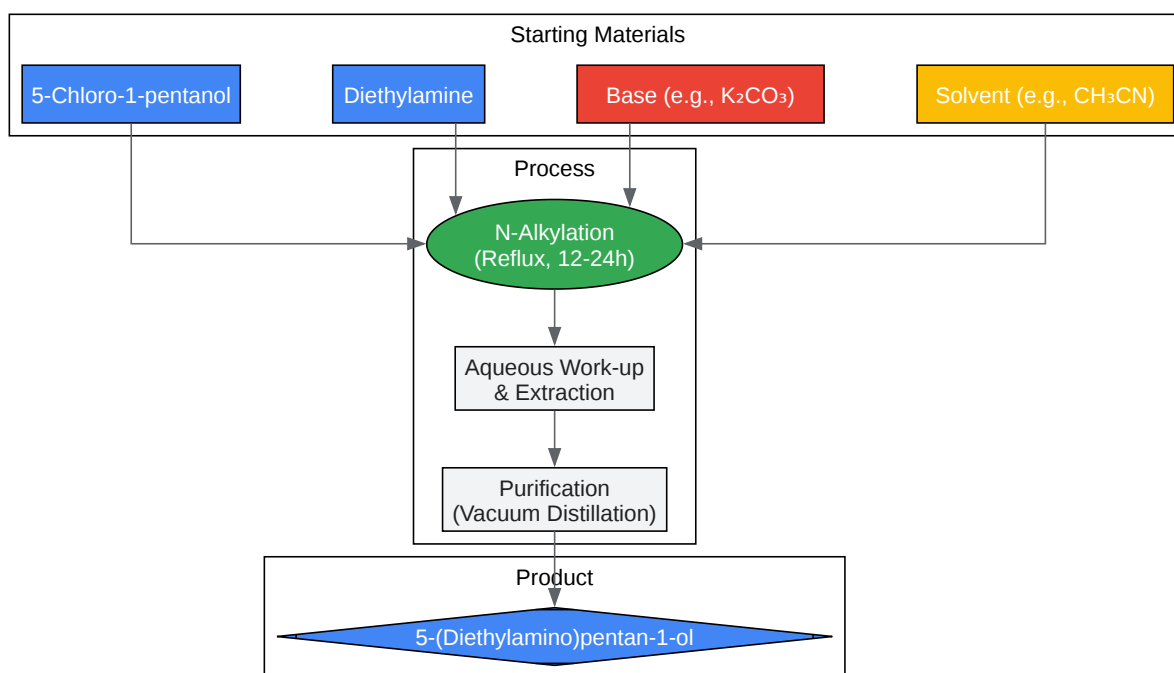 Starting Materials
5-Chloro-1-pentanol
Diethylamine
Base (e.g., K₂CO₃)
Solvent (e.g., CH₃CN)
Process
N-Alkylation
(Reflux, 12-24h)
Aqueous Work-up
& Extraction
Purification
(Vacuum Distillation)
Product
5-(Diethylamino)pentan-1-ol